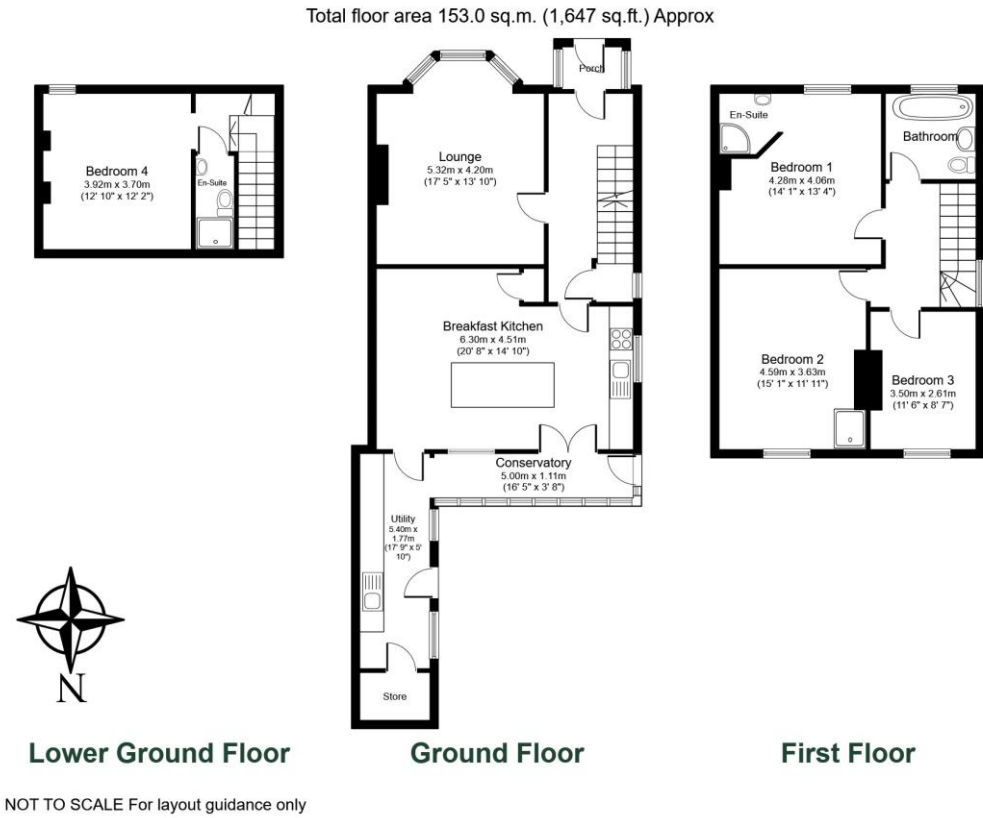 Total floor area 153.0 sq.m. (1,647 sq.ft.) Approx
Bedroom 4
3.92m x 3.70m
(12' 10" x 12' 2")
En-Suite
Porch
Lounge
5.32m x 4.20m
(17' 5" x 13' 10")
Breakfast Kitchen
6.30m x 4.51m
(20' 8" x 14' 10")
Conservatory
5.00m x 1.11m
(16' 5" x 3' 8")
Utility
5.40m x
1.77m
(17' 9" x 5'
10")
Store
En-Suite
Bathroom
Bedroom 1
4.28m x 4.06m
(14' 1" x 13' 4")
Bedroom 2
4.59m x 3.63m
(15' 1" x 11' 11")
Bedroom 3
3.50m x 2.61m
(11' 6" x 8' 7")
N
Lower Ground Floor
Ground Floor
First Floor
NOT TO SCALE For layout guidance only